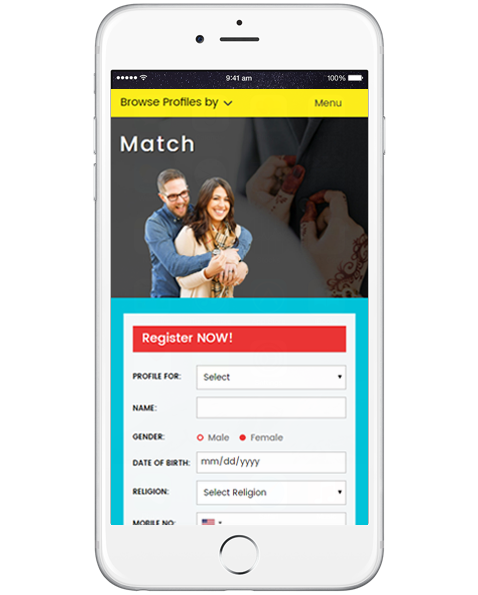 9:41 am 100%
Browse Profiles by Menu
Match
Register NOW!
PROFILE FOR: Select
NAME:
GENDER: Male Female
DATE OF BIRTH: mm/dd/yyyy
RELIGION: Select Religion
MOBILE NO: